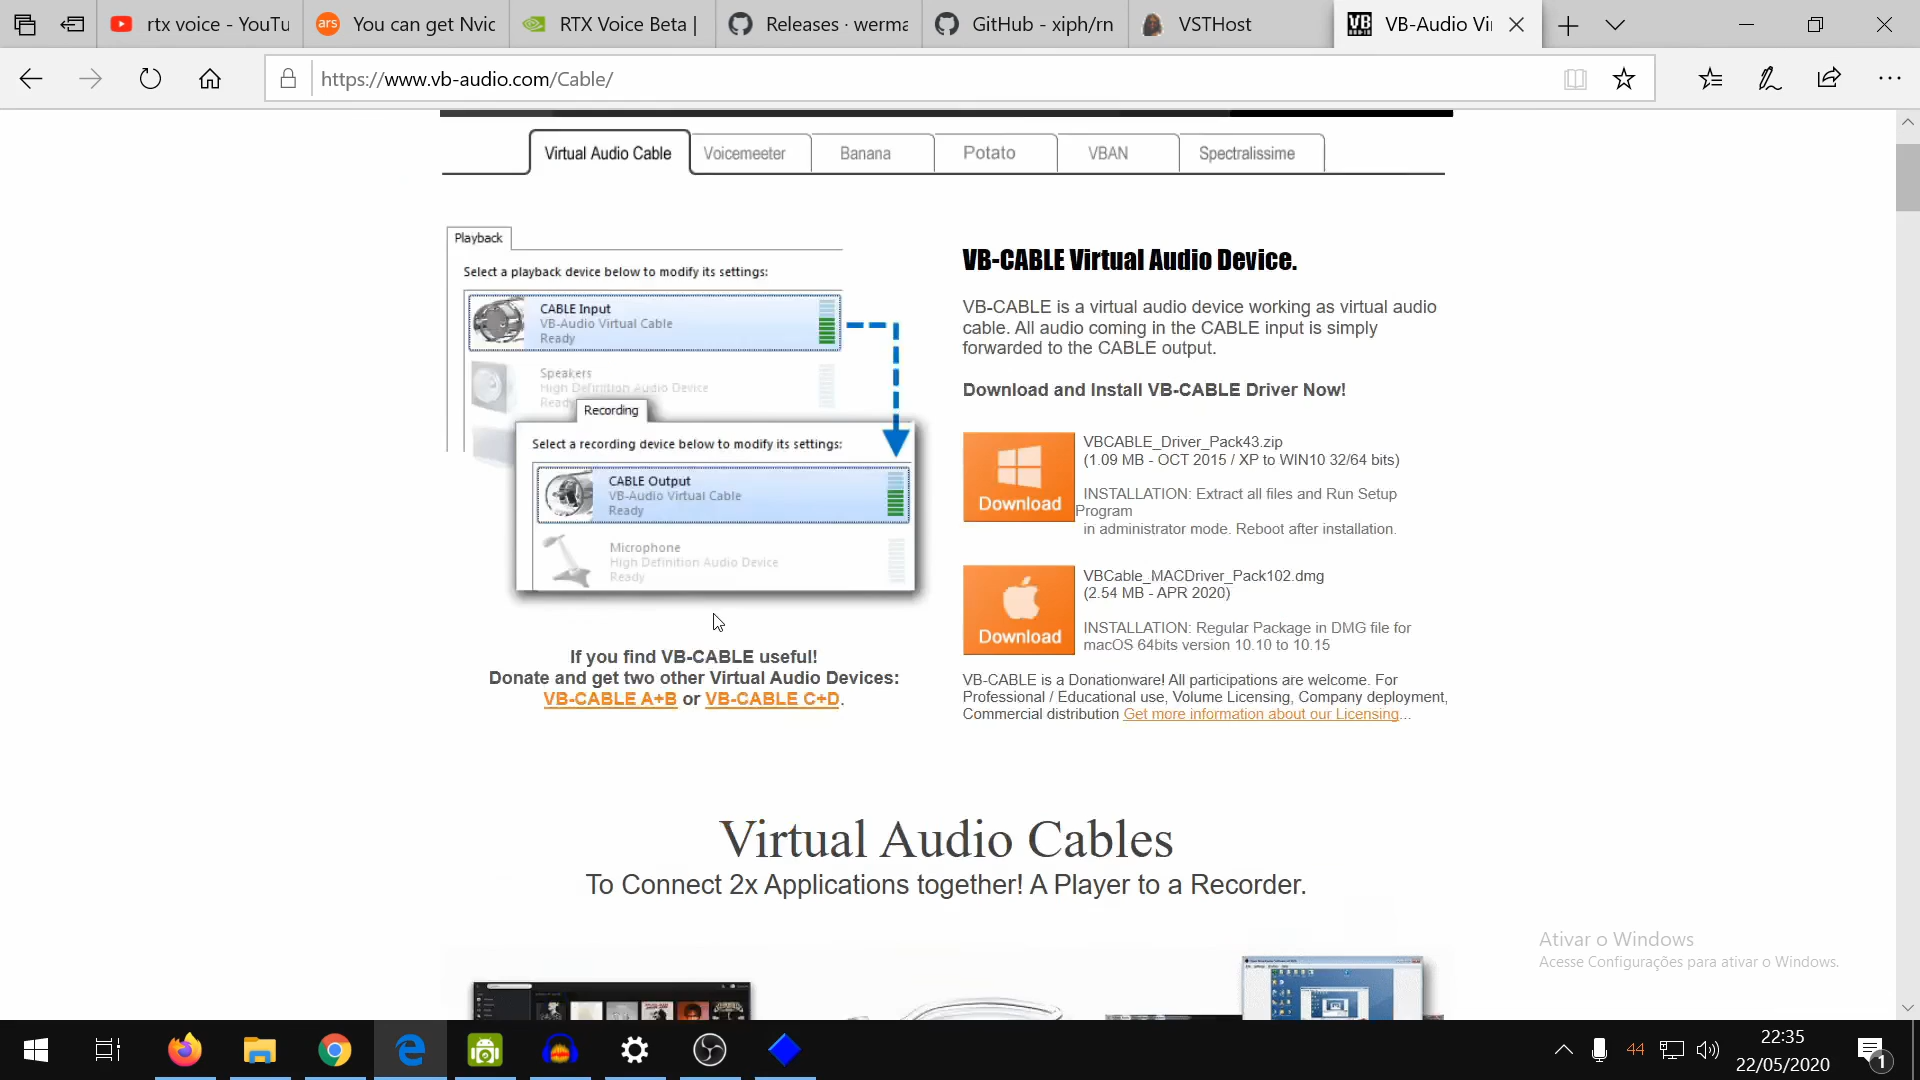 rtx voice - YouTu
You can get Nvic
RTX Voice Beta |
Releases · werma
GitHub - xiph/rn
VSTHost
VB-Audio Vi
https://www.vb-audio.com/Cable/
Virtual Audio Cable
Voicemeeter
Banana
Potato
VBAN
Spectralissime
Playback
Select a playback device below to modify its settings:
CABLE Input
VB-Audio Virtual Cable
Ready
Speakers
High Definition Audio Device
Ready
Recording
Select a recording device below to modify its settings:
CABLE Output
VB-Audio Virtual Cable
Ready
Microphone
High Definition Audio Device
Ready
If you find VB-CABLE useful!
Donate and get two other Virtual Audio Devices:
VB-CABLE A+B or VB-CABLE C+D.
VB-CABLE Virtual Audio Device.
VB-CABLE is a virtual audio device working as virtual audio
cable. All audio coming in the CABLE input is simply
forwarded to the CABLE output.
Download and Install VB-CABLE Driver Now!
Download
VBCABLE_Driver_Pack43.zip
(1.09 MB - OCT 2015 / XP to WIN10 32/64 bits)
INSTALLATION: Extract all files and Run Setup
Program
in administrator mode. Reboot after installation.
Download
VBCable_MACDriver_Pack102.dmg
(2.54 MB - APR 2020)
INSTALLATION: Regular Package in DMG file for
macOS 64bits version 10.10 to 10.15
VB-CABLE is a Donationware! All participations are welcome. For
Professional / Educational use, Volume Licensing, Company deployment,
Commercial distribution Get more information about our Licensing...
Virtual Audio Cables
To Connect 2x Applications together! A Player to a Recorder.
Ativar o Windows
Acesse Configurações para ativar o Windows.
44
22:35
22/05/2020
1